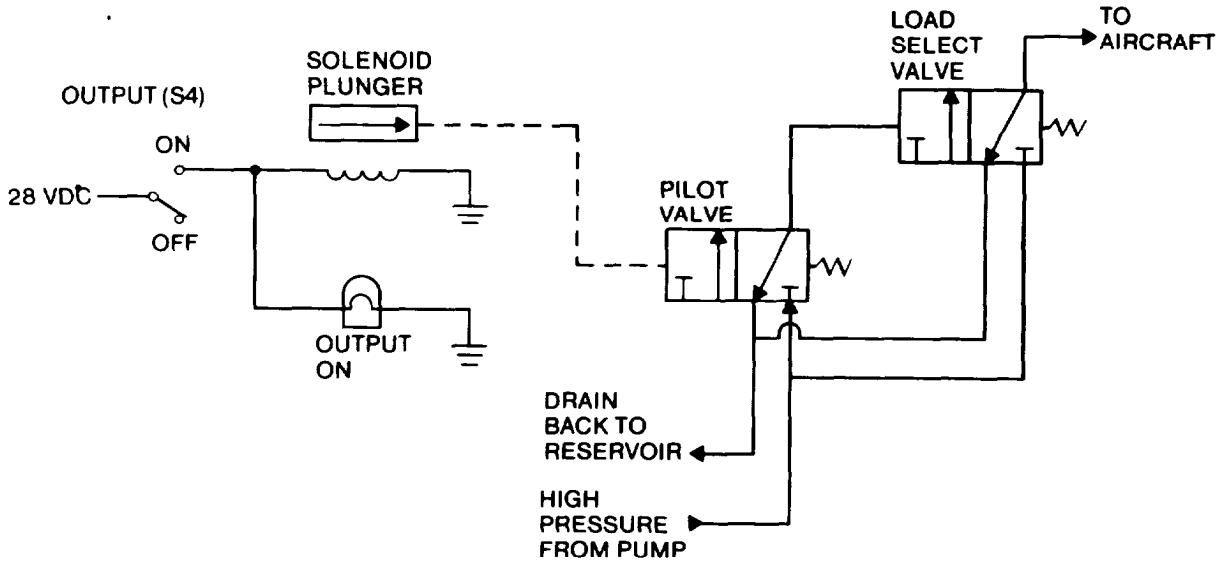 LOAD
SELECT
VALVE
TO
AIRCRAFT
SOLENOID
PLUNGER
OUTPUT (S4)
ON
28 VDC
OFF
PILOT
VALVE
OUTPUT
ON
DRAIN
BACK TO
RESERVOIR
HIGH
PRESSURE
FROM PUMP